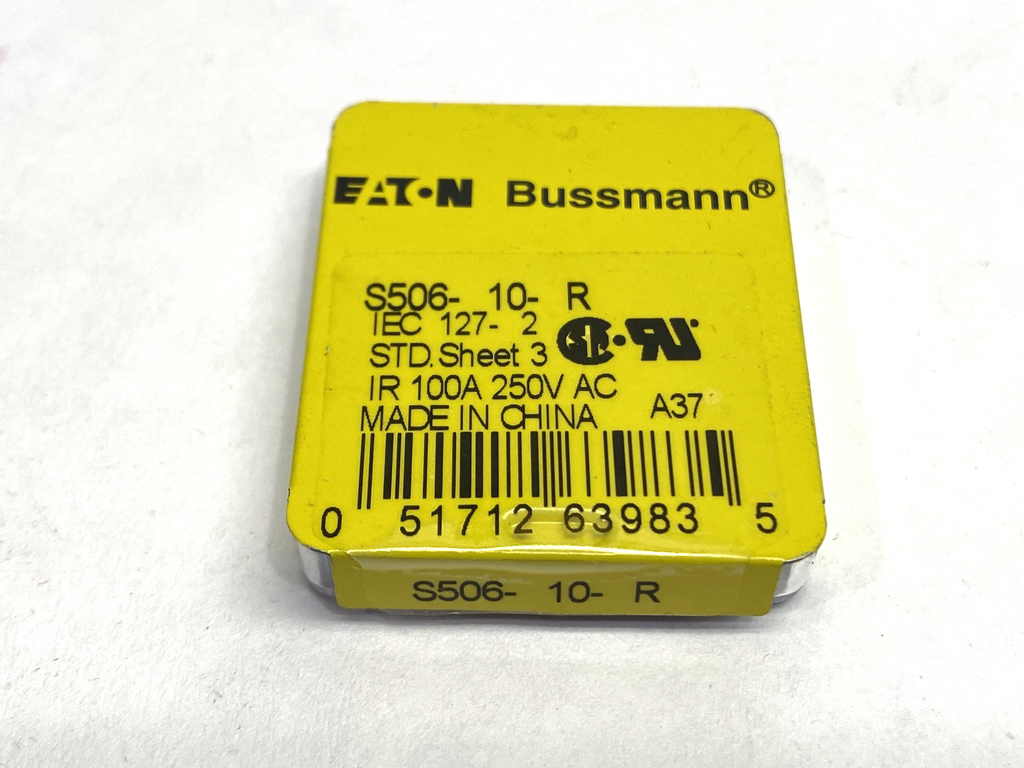 EATON Bussmann®
S506- 10- R
IEC 127- 2
STD. Sheet 3
IR 100A 250V AC
MADE IN CHINA A37
0 51712 63983 5
S506- 10- R